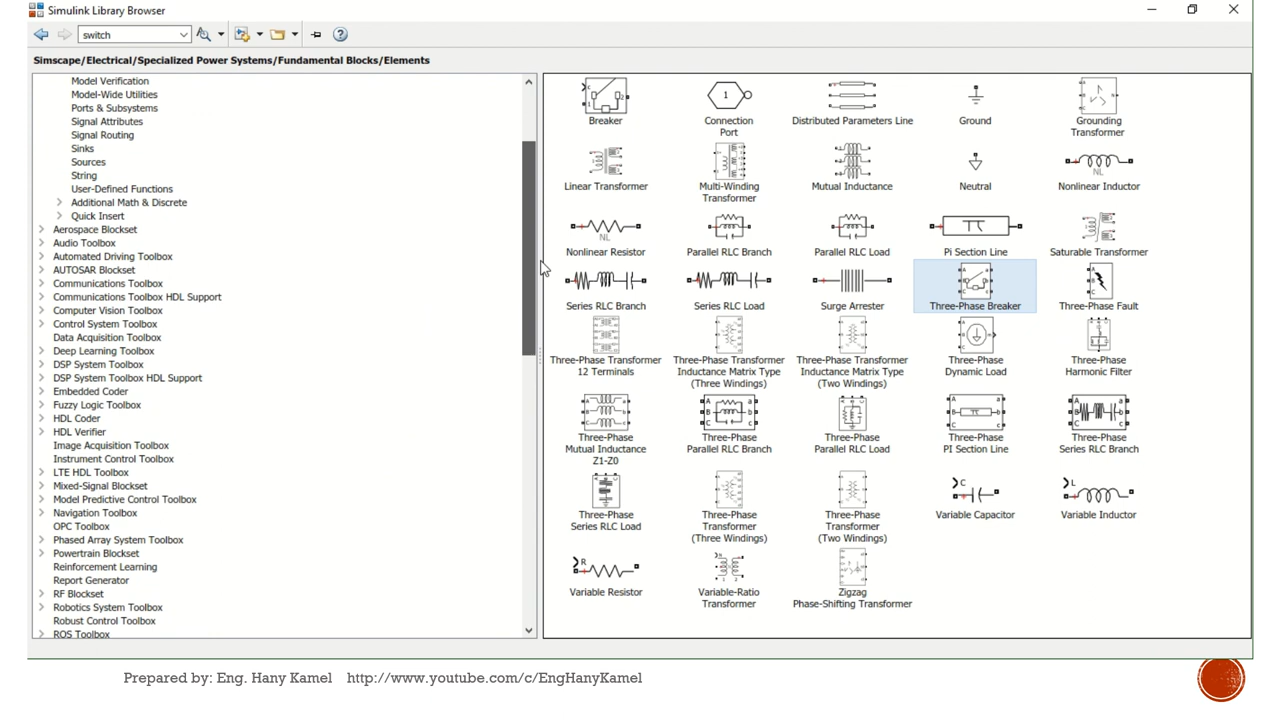 Simulink Library Browser
switch
Simscape/Electrical/Specialized Power Systems/Fundamental Blocks/Elements
Model Verification
Model-Wide Utilities
Ports & Subsystems
Signal Attributes
Signal Routing
Sinks
Sources
String
User-Defined Functions
Additional Math & Discrete
Quick Insert
Aerospace Blockset
Audio Toolbox
Automated Driving Toolbox
AUTOSAR Blockset
Communications Toolbox
Communications Toolbox HDL Support
Computer Vision Toolbox
Control System Toolbox
Data Acquisition Toolbox
Deep Learning Toolbox
DSP System Toolbox
DSP System Toolbox HDL Support
Embedded Coder
Fuzzy Logic Toolbox
HDL Coder
HDL Verifier
Image Acquisition Toolbox
Instrument Control Toolbox
LTE HDL Toolbox
Mixed-Signal Blockset
Model Predictive Control Toolbox
Navigation Toolbox
OPC Toolbox
Phased Array System Toolbox
Powertrain Blockset
Reinforcement Learning
Report Generator
RF Blockset
Robotics System Toolbox
Robust Control Toolbox
ROS Toolbox
Breaker
1
Connection
Port
Distributed Parameters Line
Ground
Grounding
Transformer
Linear Transformer
Multi-Winding
Transformer
Mutual Inductance
Neutral
NL
Nonlinear Inductor
NL
Nonlinear Resistor
Parallel RLC Branch
Parallel RLC Load
Pi Section Line
Saturable Transformer
Series RLC Branch
Series RLC Load
Surge Arrester
Three-Phase Breaker
Three-Phase Fault
Three-Phase Transformer
12 Terminals
Three-Phase Transformer
Inductance Matrix Type
(Three Windings)
Three-Phase Transformer
Inductance Matrix Type
(Two Windings)
Three-Phase
Dynamic Load
Three-Phase
Harmonic Filter
Three-Phase
Mutual Inductance
Z1-Z0
Three-Phase
Parallel RLC Branch
Three-Phase
Parallel RLC Load
Three-Phase
PI Section Line
Three-Phase
Series RLC Branch
Three-Phase
Series RLC Load
Three-Phase
Transformer
(Three Windings)
Three-Phase
Transformer
(Two Windings)
C
Variable Capacitor
L
Variable Inductor
R
Variable Resistor
Variable-Ratio
Transformer
Zigzag
Phase-Shifting Transformer
Prepared by: Eng. Hany Kamel http://www.youtube.com/c/EngHanyKamel